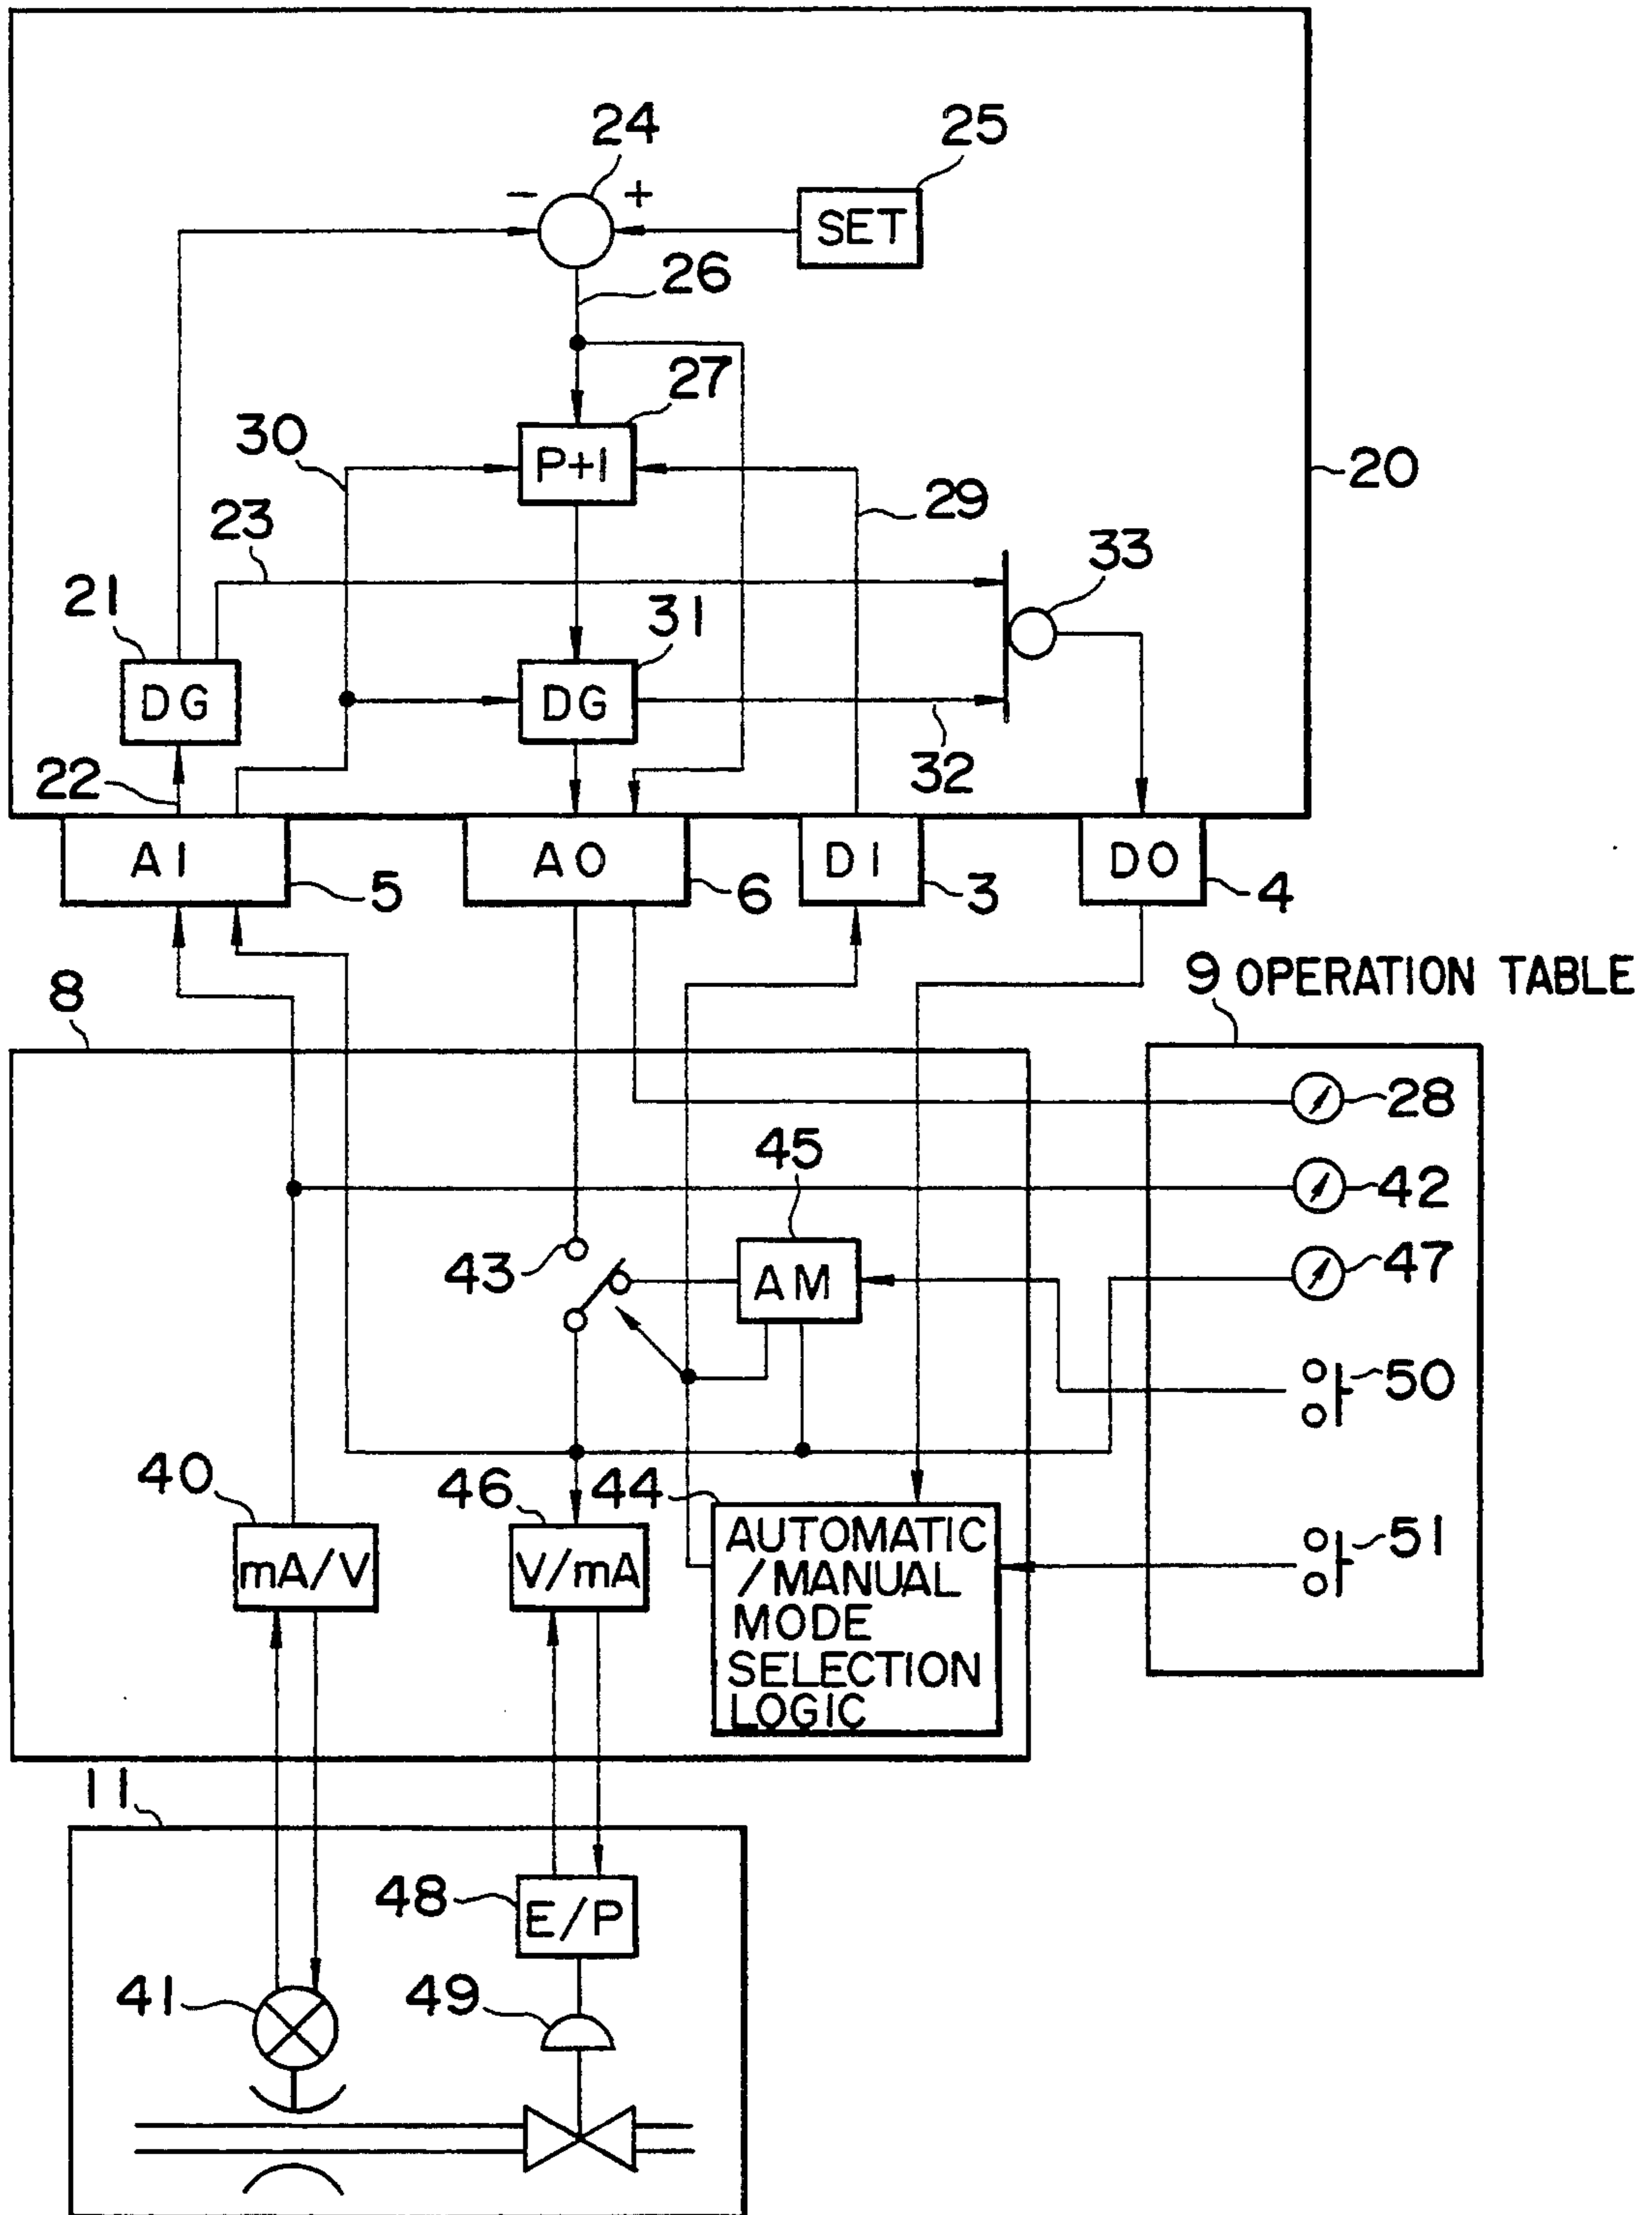 24
25
− +
SET
26
27
30
P+I
20
29
23
33
21
31
DG
DG
22
32
AI
AO
DI
DO
5
6
3
4
8
9 OPERATION TABLE
28
45
42
43
AM
47
50
40
46
44
mA/V
V/mA
AUTOMATIC
/MANUAL
MODE
SELECTION
LOGIC
51
11
48
E/P
41
49